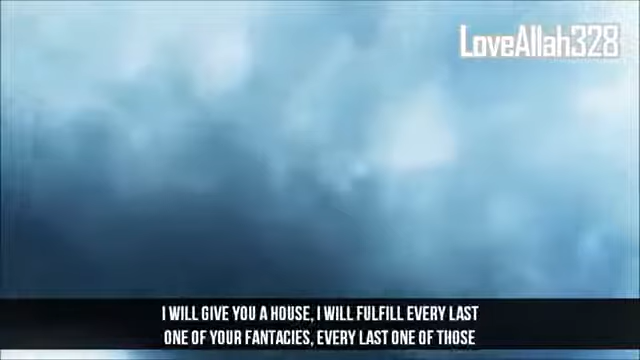 LoveAllah328
I WILL GIVE YOU A HOUSE, I WILL FULFILL EVERY LAST
ONE OF YOUR FANTACIES, EVERY LAST ONE OF THOSE